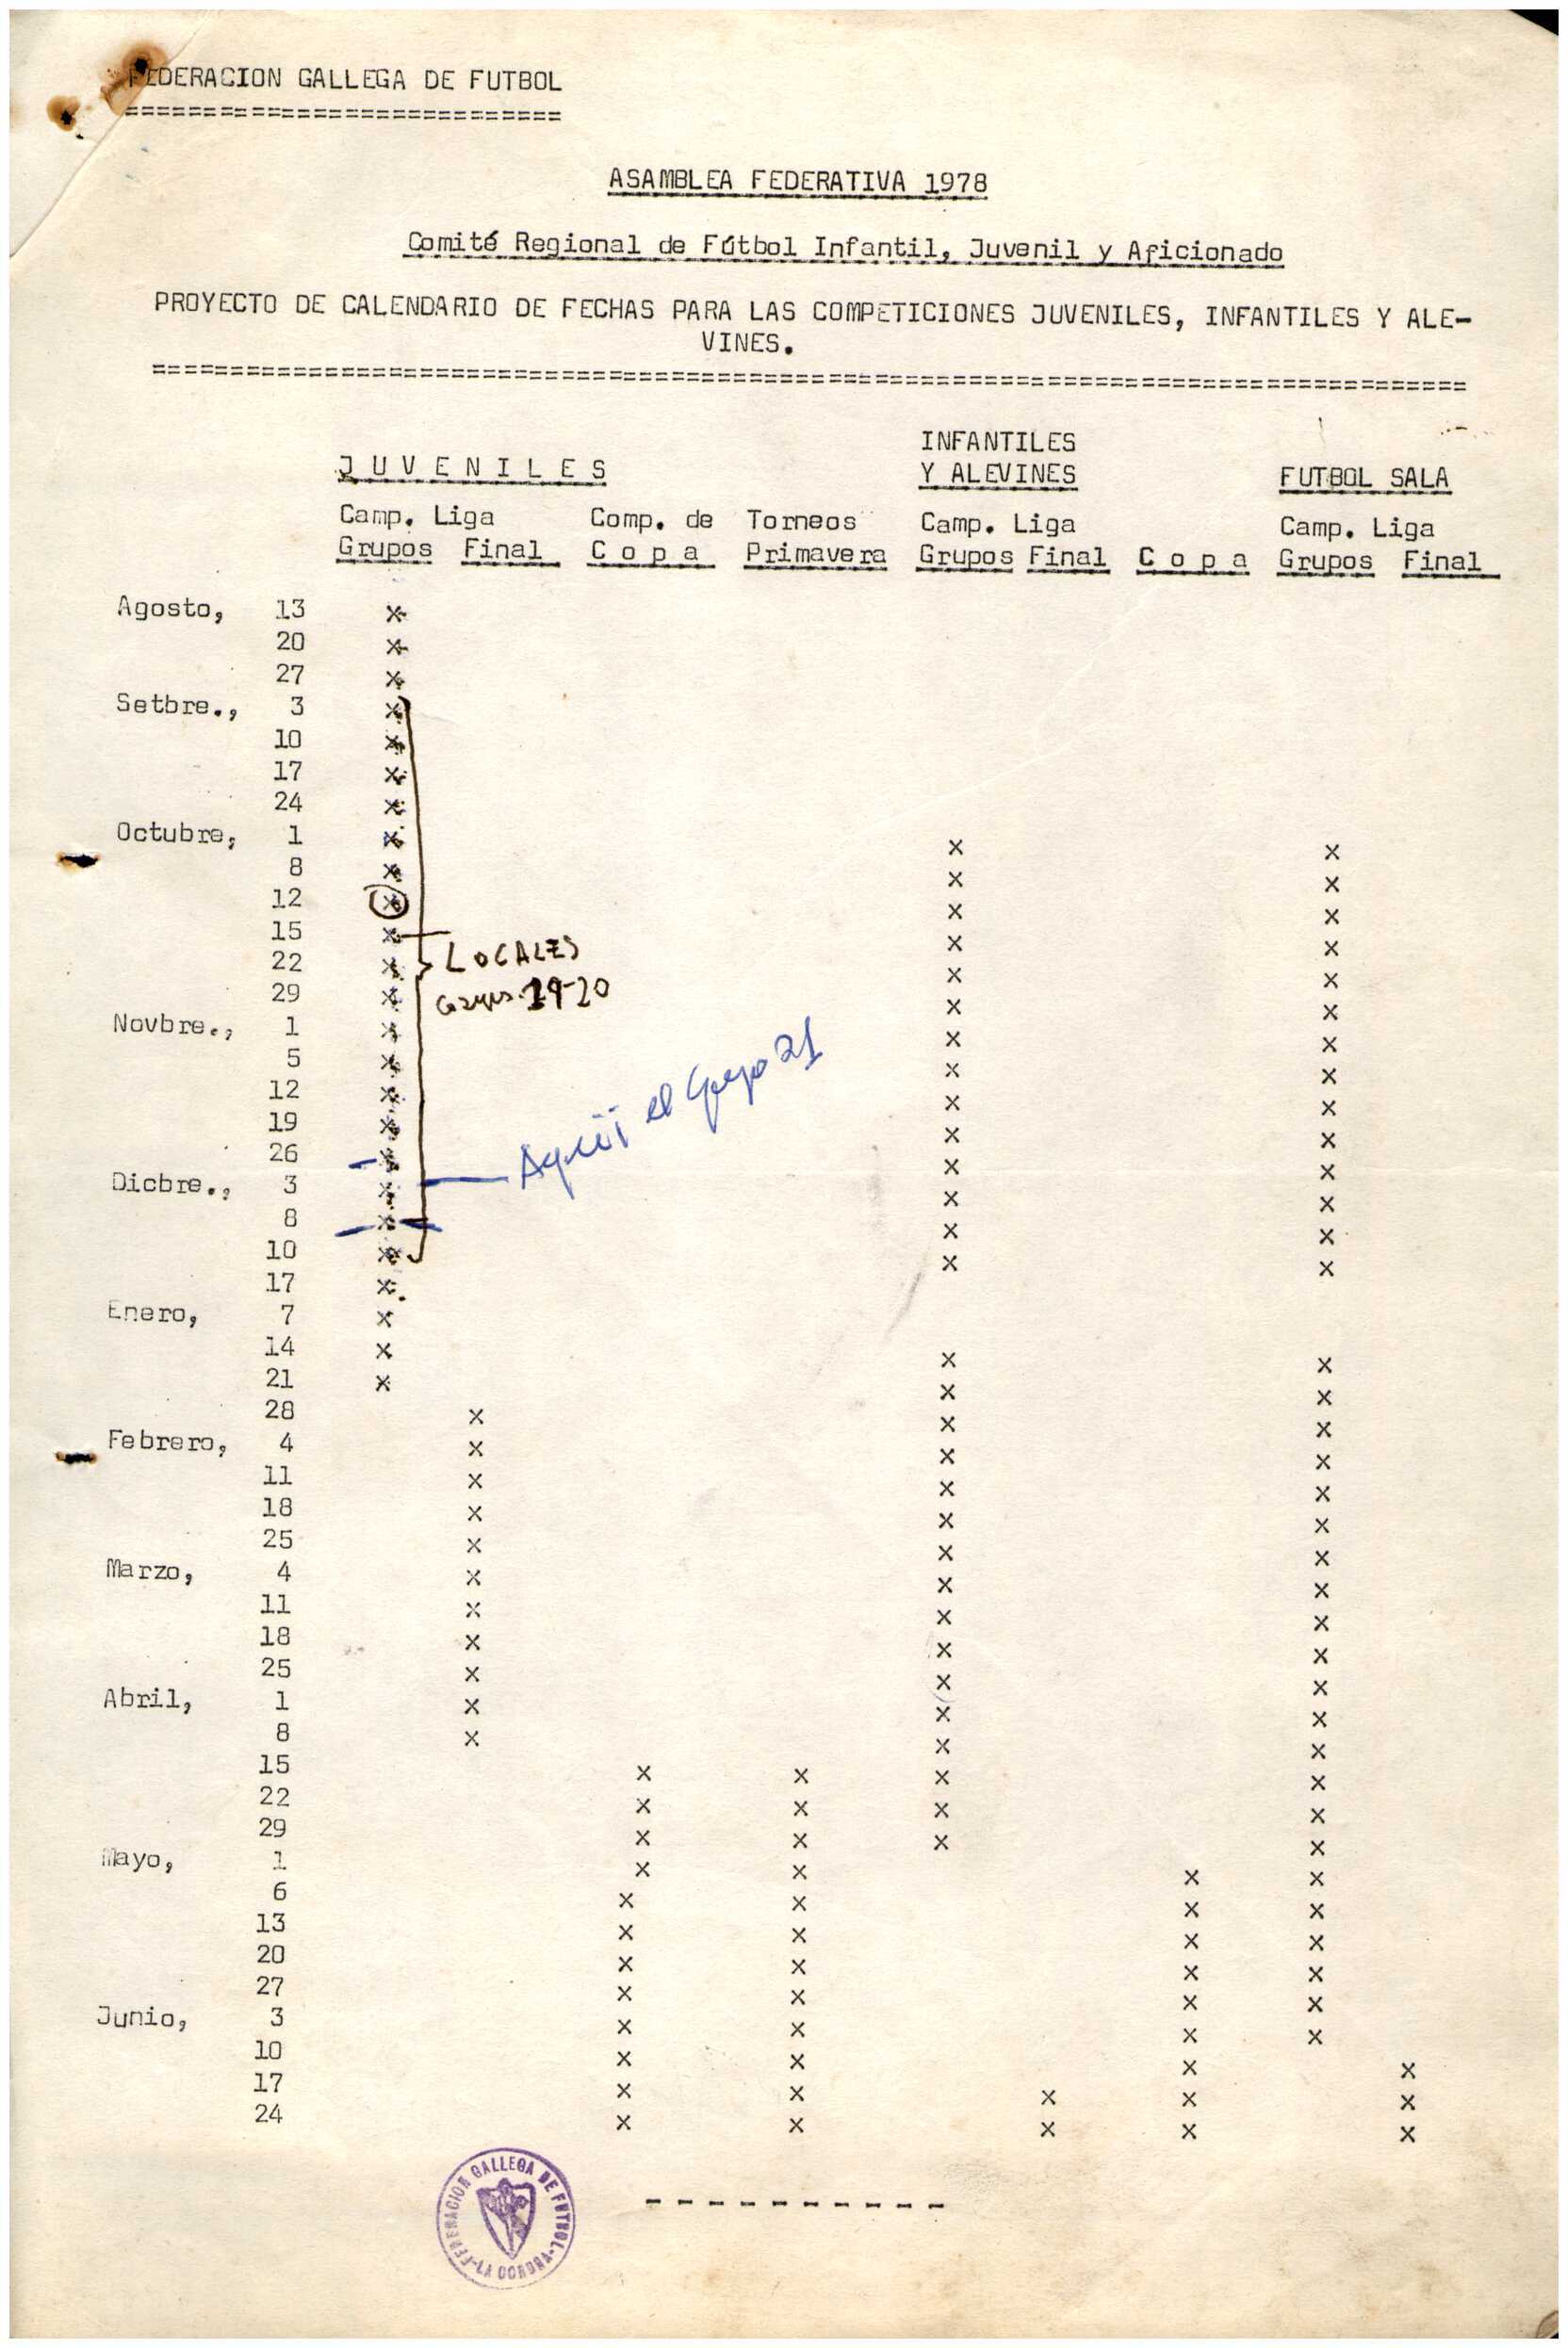 FEDERACION GALLEGA DE FUTBOL
============================
ASAMBLEA FEDERATIVA 1978
Comité Regional de Fútbol Infantil, Juvenil y Aficionado
PROYECTO DE CALENDARIO DE FECHAS PARA LAS COMPETICIONES JUVENILES, INFANTILES Y ALE-
VINES.
====================================================================================
INFANTILES
J U V E N I L E S Y ALEVINES FUTBOL SALA
Camp. Liga Comp. de Torneos Camp. Liga Camp. Liga
Grupos Final C o p a Primavera Grupos Final C o p a Grupos Final
Agosto, 13 x
20 x
27 x
Setbre., 3 x
10 x
17 x
24 x
Octubre, 1 x x x
8 x x x
12 x x x
15 x x x
22 x LOCALES x x
29 x 19-20 x x
Novbre., 1 x x x
5 x x x
12 x x x
19 x x x
26 x Aquí el Grupo 21 x x
Dicbre., 3 x x x
8 x x x
10 x x x
17 x
Enero, 7 x
14 x x x
21 x x x
28 x x x
Febrero, 4 x x x
11 x x x
18 x x x
25 x x x
Marzo, 4 x x x
11 x x x
18 x x x
25 x x x
Abril, 1 x x x
8 x x x
15 x x x x
22 x x x x
29 x x x x
Mayo, 1 x x x x
6 x x x x
13 x x x x
20 x x x x
27 x x x x
Junio, 3 x x x x
10 x x x x
17 x x x x x
24 x x x x x
FEDERACION GALLEGA DE FUTBOL-LA CORUÑA-
- - - - - - - - - -